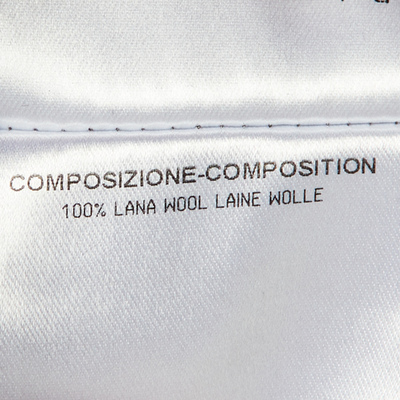 COMPOSIZIONE-COMPOSITION
100% LANA WOOL LAINE WOLLE